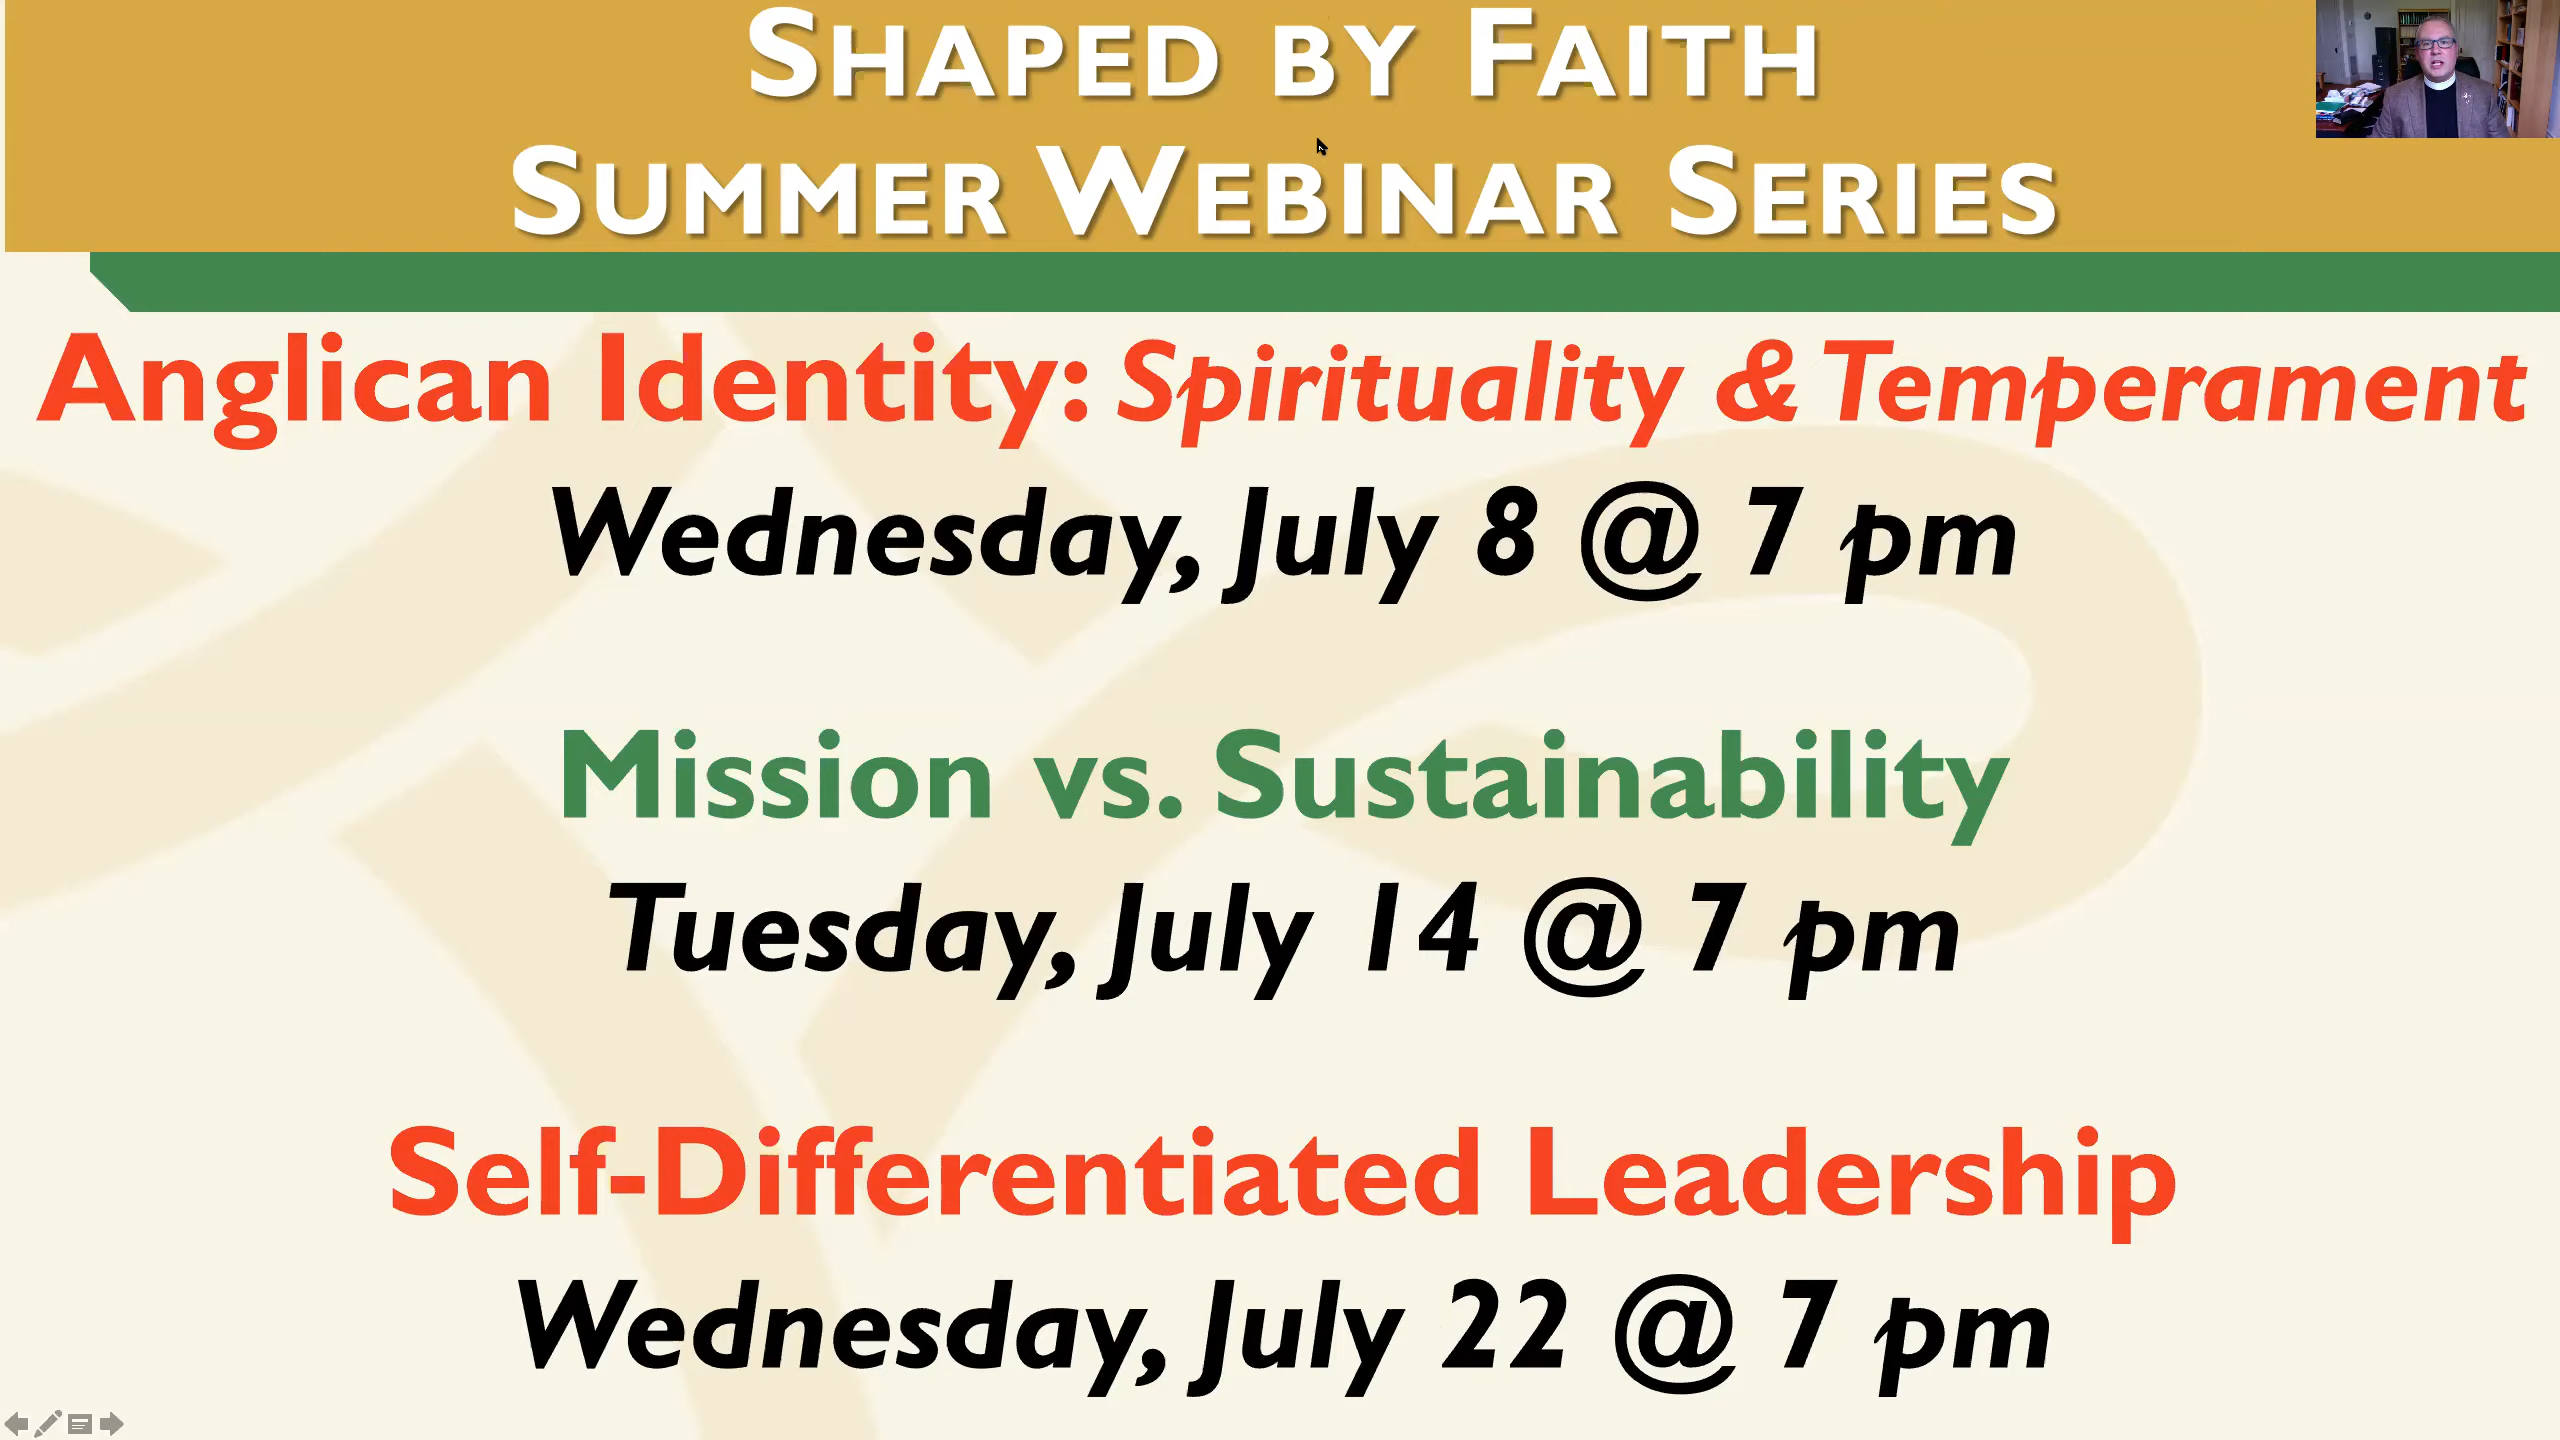 SHAPED BY FAITH
SUMMER WEBINAR SERIES
Anglican Identity: Spirituality & Temperament
Wednesday, July 8 @ 7 pm
Mission vs. Sustainability
Tuesday, July 14 @ 7 pm
Self-Differentiated Leadership
Wednesday, July 22 @ 7 pm